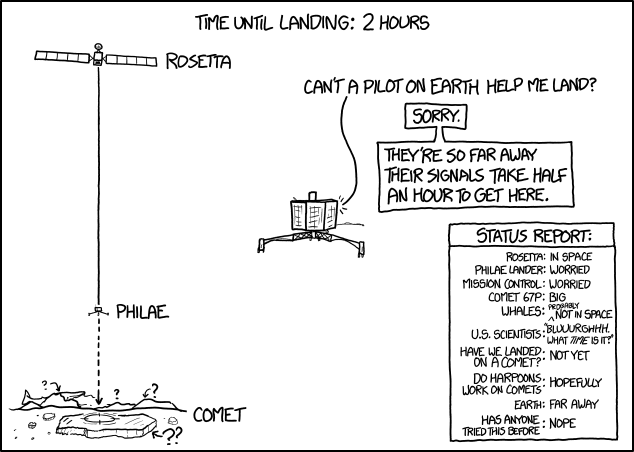 TIME UNTIL LANDING: 2 HOURS
ROSETTA
CAN'T A PILOT ON EARTH HELP ME LAND?
SORRY.
THEY'RE SO FAR AWAY
THEIR SIGNALS TAKE HALF
AN HOUR TO GET HERE.
PHILAE
?
?
?
COMET
??
STATUS REPORT:
ROSETTA: IN SPACE
PHILAE LANDER: WORRIED
MISSION CONTROL: WORRIED
COMET 67P: BIG
WHALES: PROBABLY
^ NOT IN SPACE
U.S. SCIENTISTS: "BLUUURGHHH.
WHAT TIME IS IT?"
HAVE WE LANDED
ON A COMET?: NOT YET
DO HARPOONS
WORK ON COMETS: HOPEFULLY
EARTH: FAR AWAY
HAS ANYONE
TRIED THIS BEFORE: NOPE